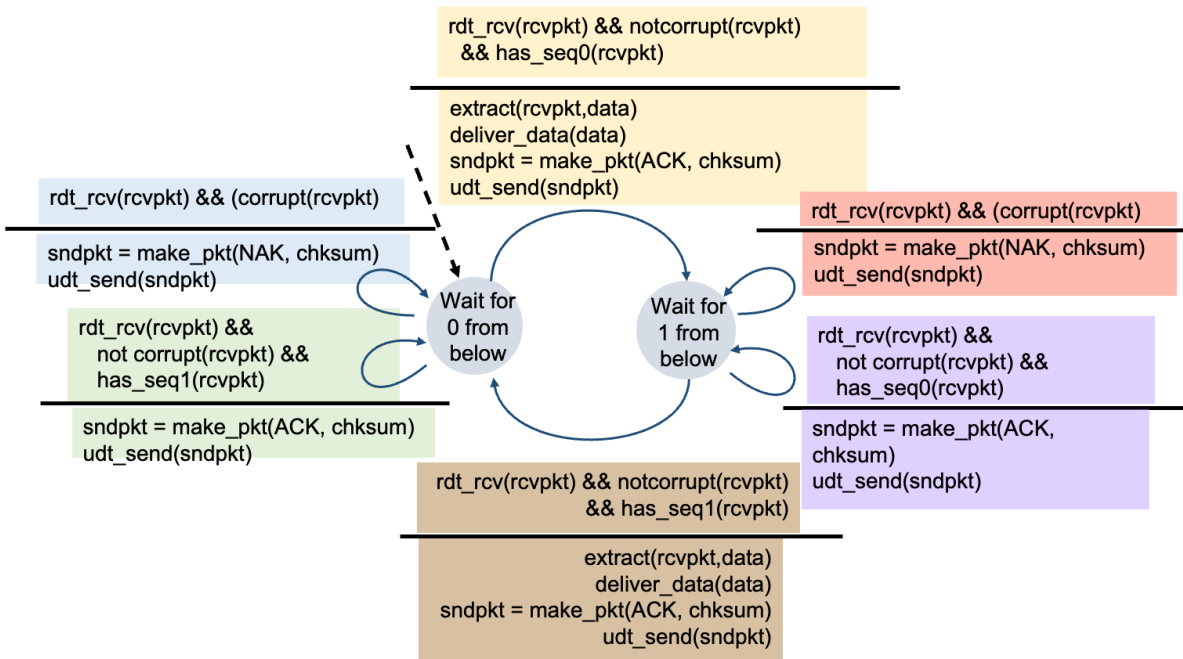 rdt_rcv(rcvpkt) && notcorrupt(rcvpkt)
&& has_seq0(rcvpkt)
extract(rcvpkt,data)
deliver_data(data)
sndpkt = make_pkt(ACK, chksum)
udt_send(sndpkt)
rdt_rcv(rcvpkt) && (corrupt(rcvpkt)
sndpkt = make_pkt(NAK, chksum)
udt_send(sndpkt)
rdt_rcv(rcvpkt) &&
not corrupt(rcvpkt) &&
has_seq1(rcvpkt)
sndpkt = make_pkt(ACK, chksum)
udt_send(sndpkt)
Wait for
0 from
below
Wait for
1 from
below
rdt_rcv(rcvpkt) && (corrupt(rcvpkt)
sndpkt = make_pkt(NAK, chksum)
udt_send(sndpkt)
rdt_rcv(rcvpkt) &&
not corrupt(rcvpkt) &&
has_seq0(rcvpkt)
sndpkt = make_pkt(ACK,
chksum)
udt_send(sndpkt)
rdt_rcv(rcvpkt) && notcorrupt(rcvpkt)
&& has_seq1(rcvpkt)
extract(rcvpkt,data)
deliver_data(data)
sndpkt = make_pkt(ACK, chksum)
udt_send(sndpkt)